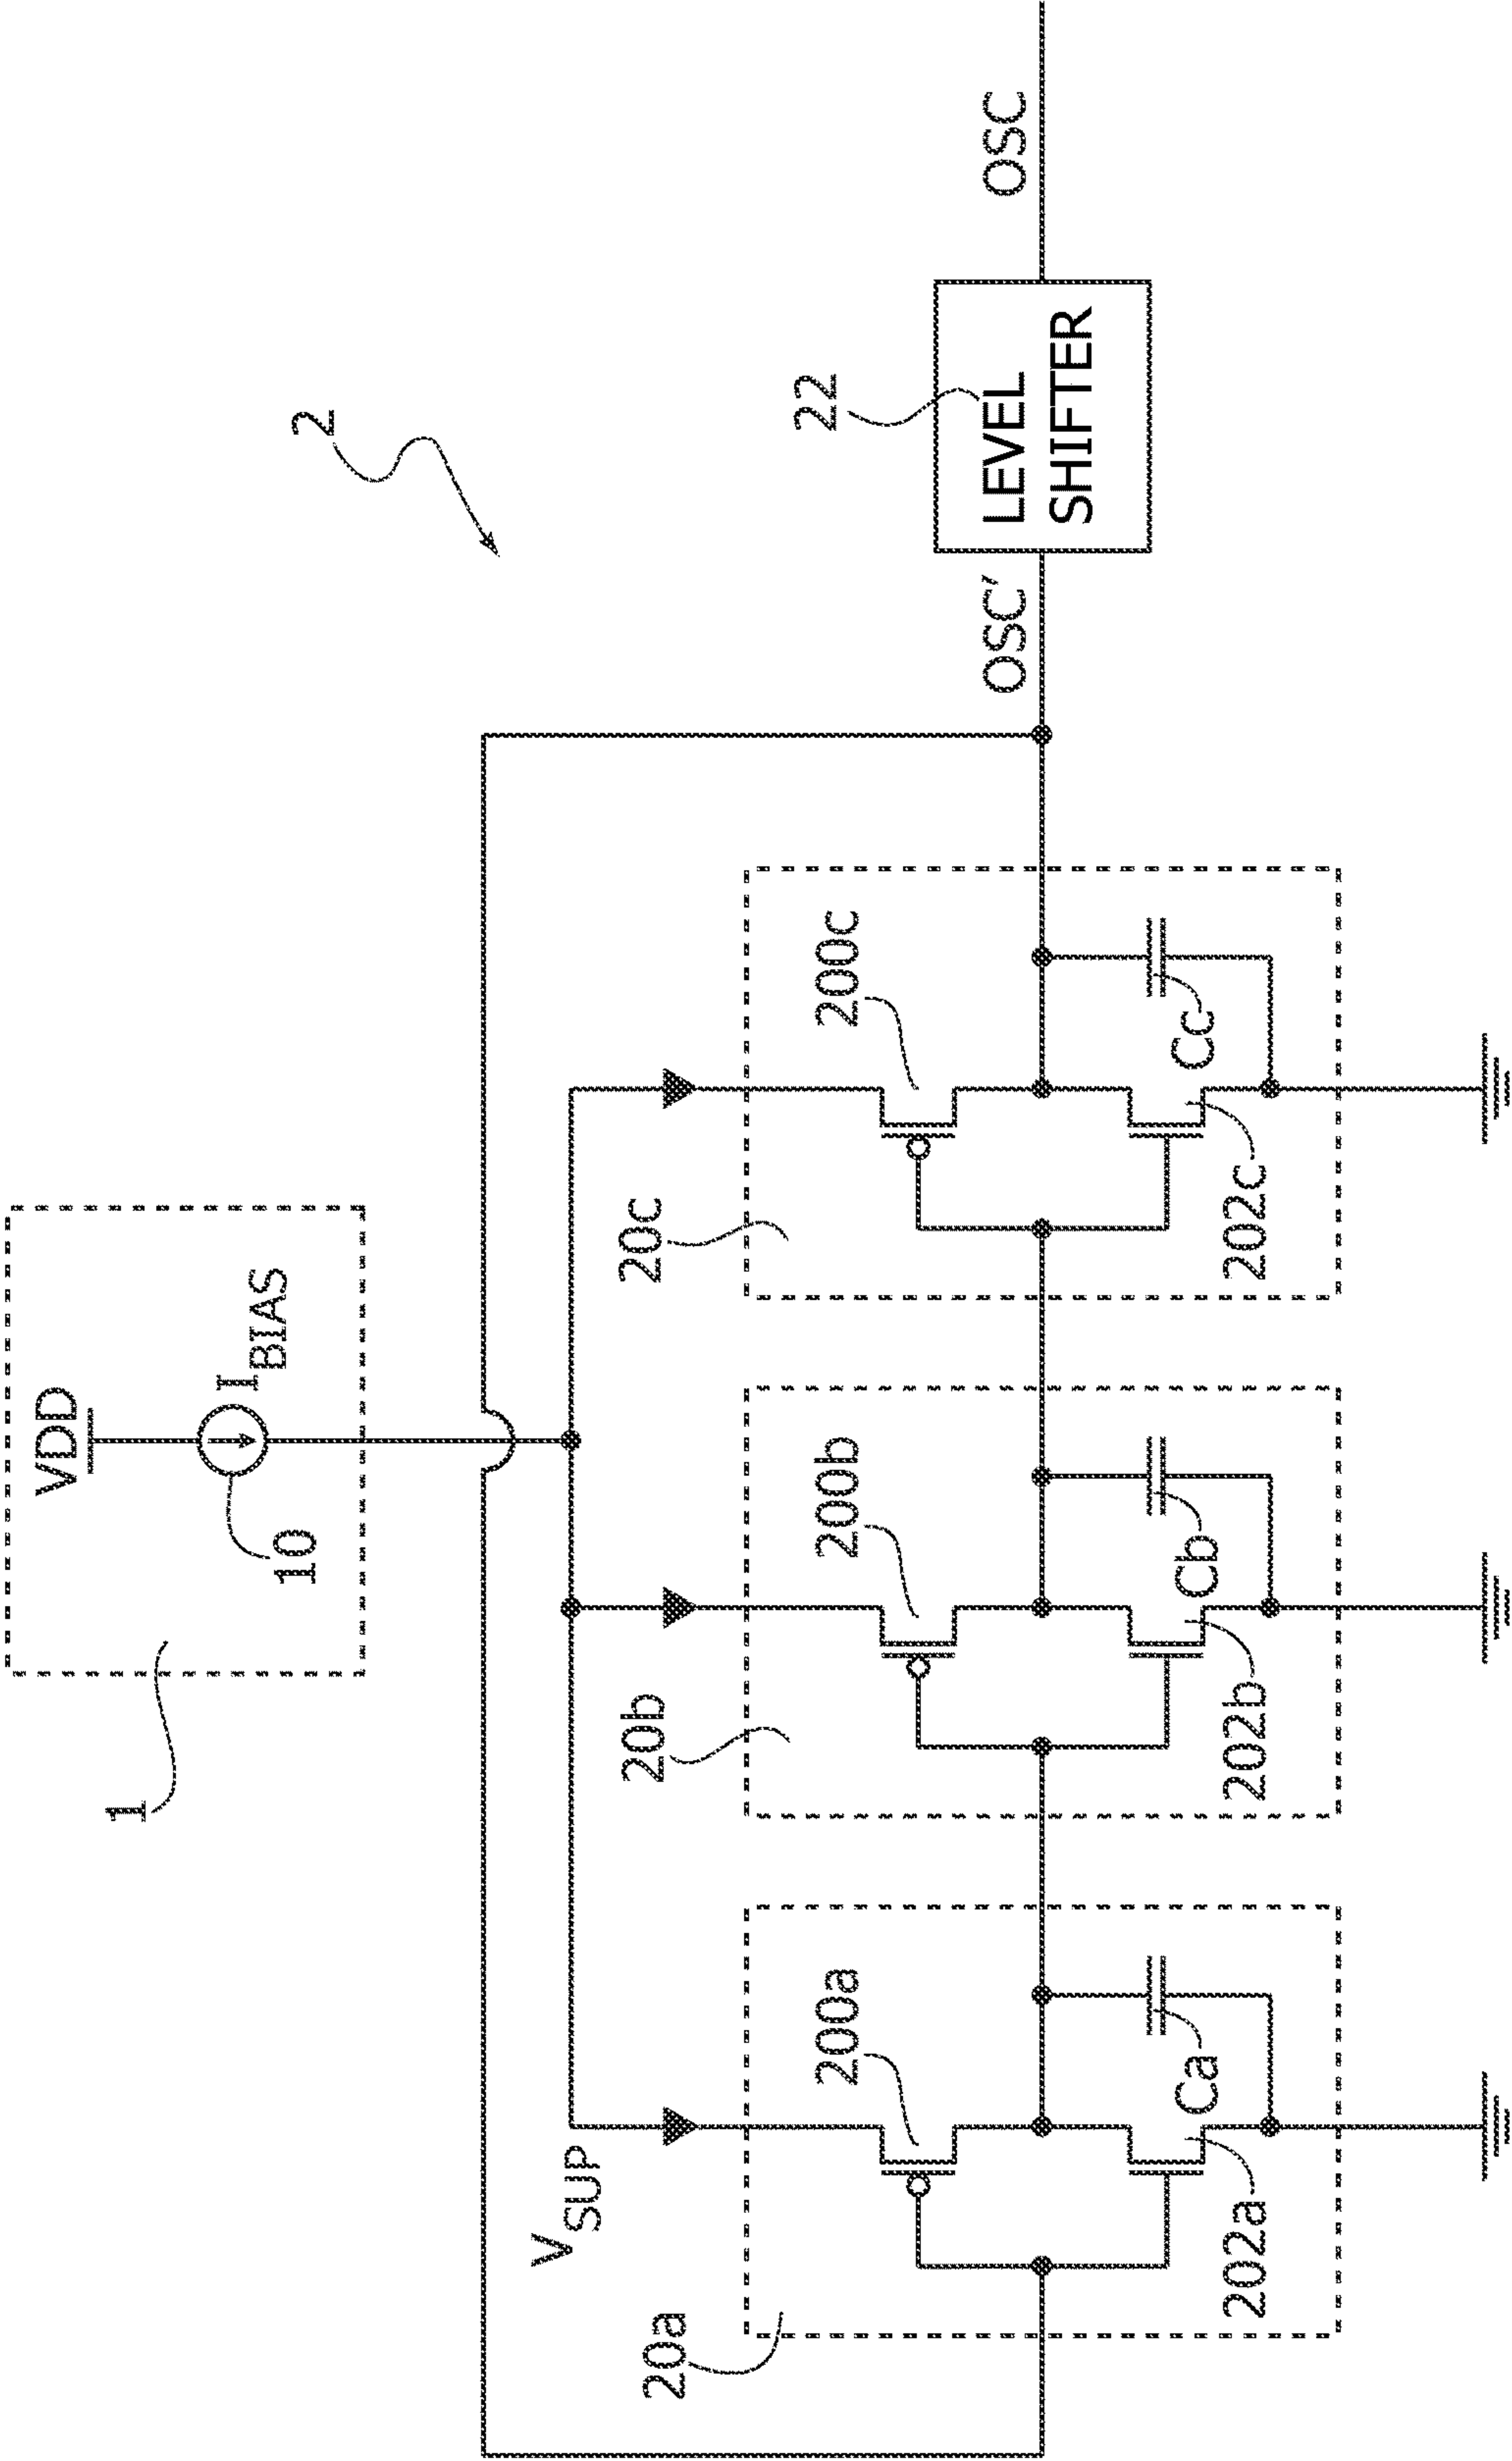 1
VDD
10
I BIAS
2
V SUP
20a
20b
20c
200a
200b
200c
22
OSC'
LEVEL
SHIFTER
OSC
Ca
Cb
Cc
202a
202b
202c